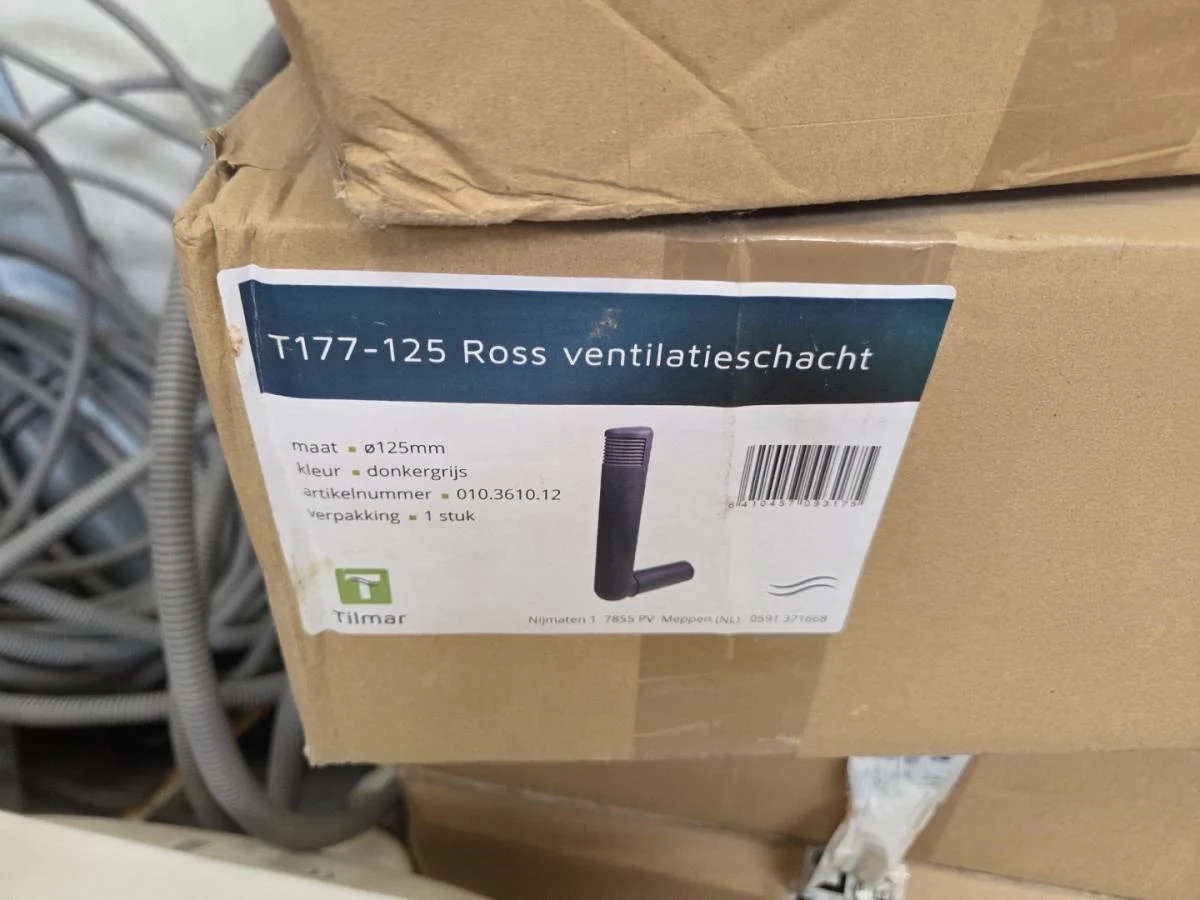 T177-125 Ross ventilatieschacht
maat ▪ ø125mm
kleur ▪ donkergrijs
artikelnummer ▪ 010.3610.12
verpakking ▪ 1 stuk
6410457093175
T
Tilmar
Nijmaten 1 7855 PV Meppen (NL) 0591 371668